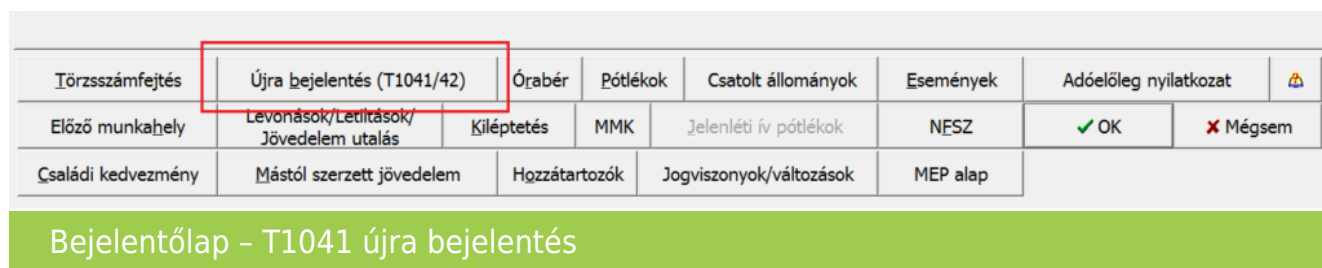 Törzsszámfejtés Újra bejelentés (T1041/42) Órabér Pótlékok Csatolt állományok Események Adóelőleg nyilatkozat
Előző munkahely Levonások/Letiltások/ Jövedelem utalás Kiléptetés MMK Jelenléti ív pótlékok NFSZ OK Mégsem
Családi kedvezmény Mástól szerzett jövedelem Hozzátartozók Jogviszonyok/változások MEP alap
Bejelentőlap – T1041 újra bejelentés